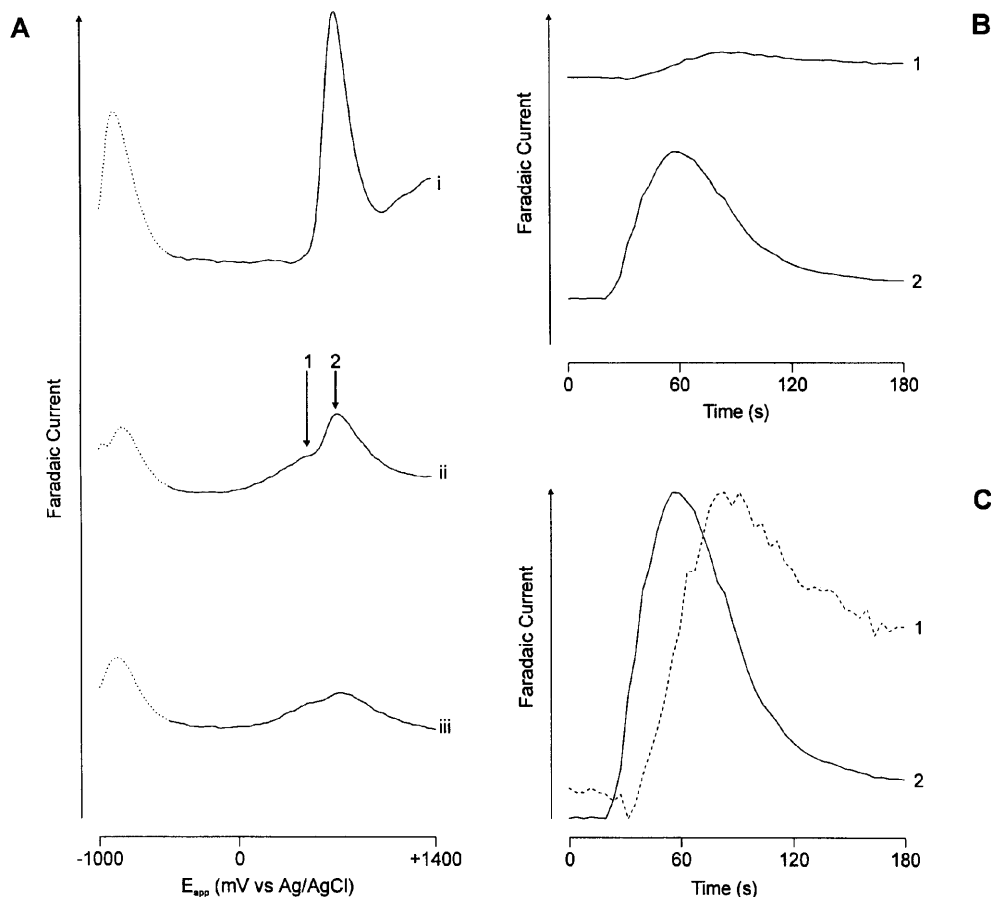 A
Faradaic Current
i
1 2
ii
iii
-1000 0 +1400
E_app (mV vs Ag/AgCl)
B
Faradaic Current
1
2
0 60 120 180
Time (s)
C
Faradaic Current
1
2
0 60 120 180
Time (s)